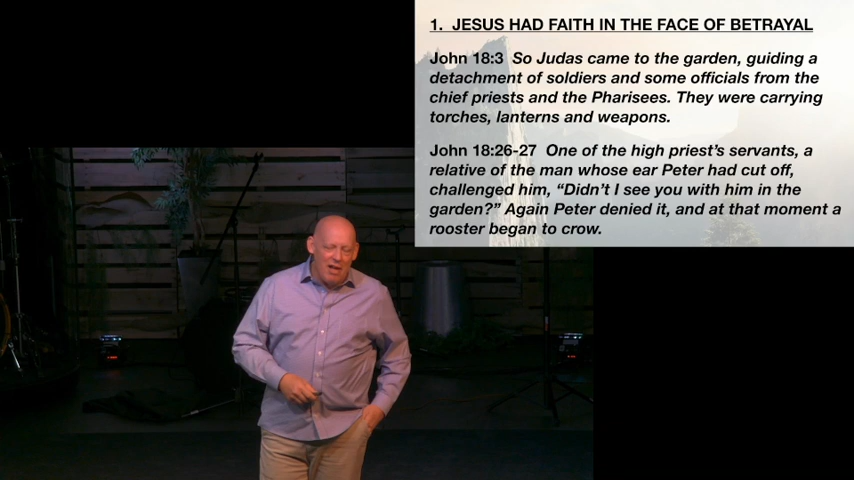 1. JESUS HAD FAITH IN THE FACE OF BETRAYAL
John 18:3 So Judas came to the garden, guiding a
detachment of soldiers and some officials from the
chief priests and the Pharisees. They were carrying
torches, lanterns and weapons.
John 18:26-27 One of the high priest's servants, a
relative of the man whose ear Peter had cut off,
challenged him, “Didn't I see you with him in the
garden?” Again Peter denied it, and at that moment a
rooster began to crow.